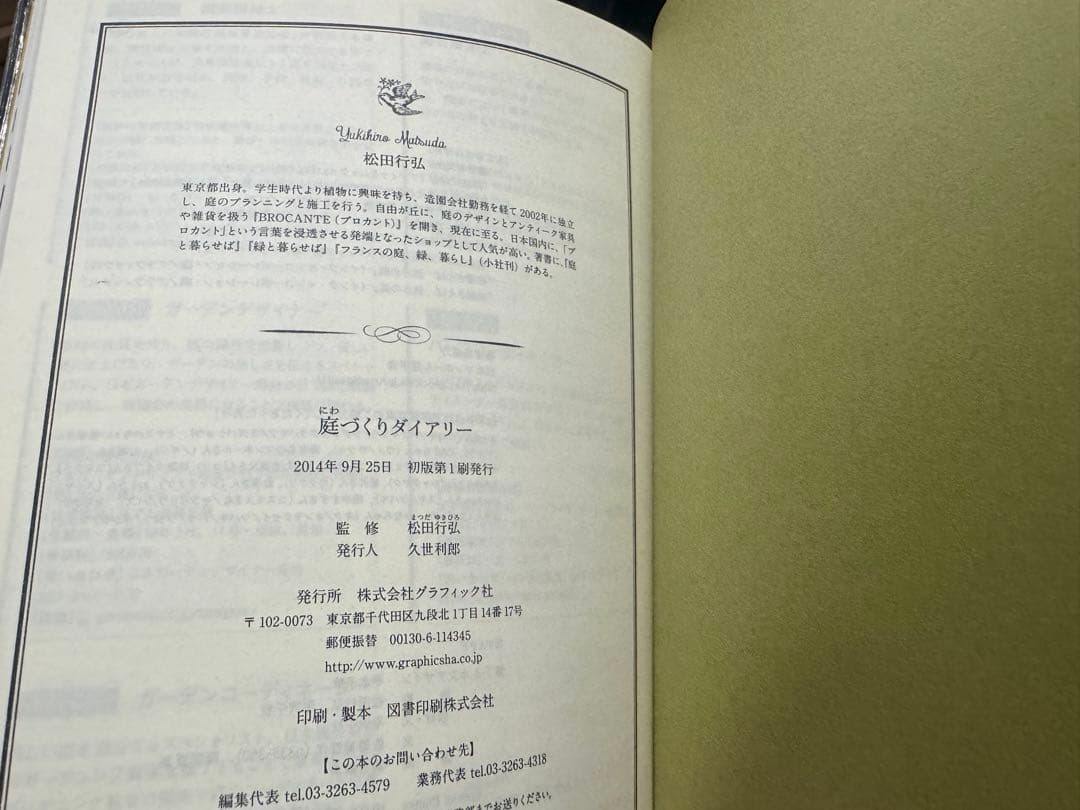 Yukihiro Matsuda
松田行弘
東京都出身。学生時代より植物に興味を持ち、造園会社勤務を経て2002年に独立
し、庭のプランニングと施工を行う。自由が丘に、庭のデザインとアンティーク家具
や雑貨を扱う『BROCANTE（ブロカント）』を開き、現在に至る。日本国内に、「ブ
ロカント」という言葉を浸透させる発端となったショップとして人気が高い。著書に、『庭
と暮らせば』『緑と暮らせば』『フランスの庭、緑、暮らし』（小社刊）がある。
にわ
庭づくりダイアリー
2014年9月25日　初版第1刷発行
まつだ ゆきひろ
監　修　松田行弘
発行人　久世利郎
発行所　株式会社グラフィック社
〒102-0073　東京都千代田区九段北1丁目14番17号
郵便振替　00130-6-114345
http://www.graphicsha.co.jp
印刷・製本　図書印刷株式会社
【この本のお問い合わせ先】
編集代表 tel.03-3263-4579　業務代表 tel.03-3263-4318
までお送りください。